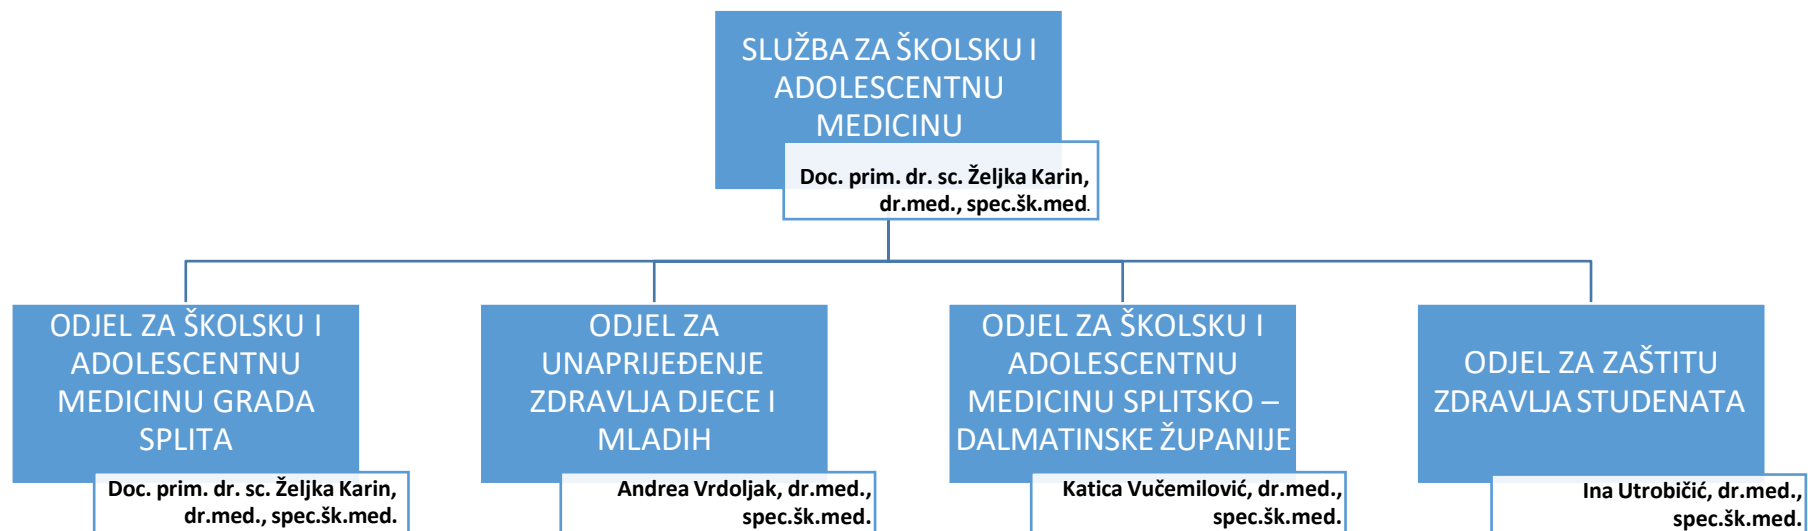 SLUŽBA ZA ŠKOLSKU I
ADOLESCENTNU
MEDICINU
Doc. prim. dr. sc. Željka Karin,
dr.med., spec.šk.med.
ODJEL ZA ŠKOLSKU I
ADOLESCENTNU
MEDICINU GRADA
SPLITA
Doc. prim. dr. sc. Željka Karin,
dr.med., spec.šk.med.
ODJEL ZA
UNAPRIJEĐENJE
ZDRAVLJA DJECE I
MLADIH
Andrea Vrdoljak, dr.med.,
spec.šk.med.
ODJEL ZA ŠKOLSKU I
ADOLESCENTNU
MEDICINU SPLITSKO –
DALMATINSKE ŽUPANIJE
Katica Vučemilović, dr.med.,
spec.šk.med.
ODJEL ZA ZAŠTITU
ZDRAVLJA STUDENATA
Ina Utrobičić, dr.med.,
spec.šk.med.